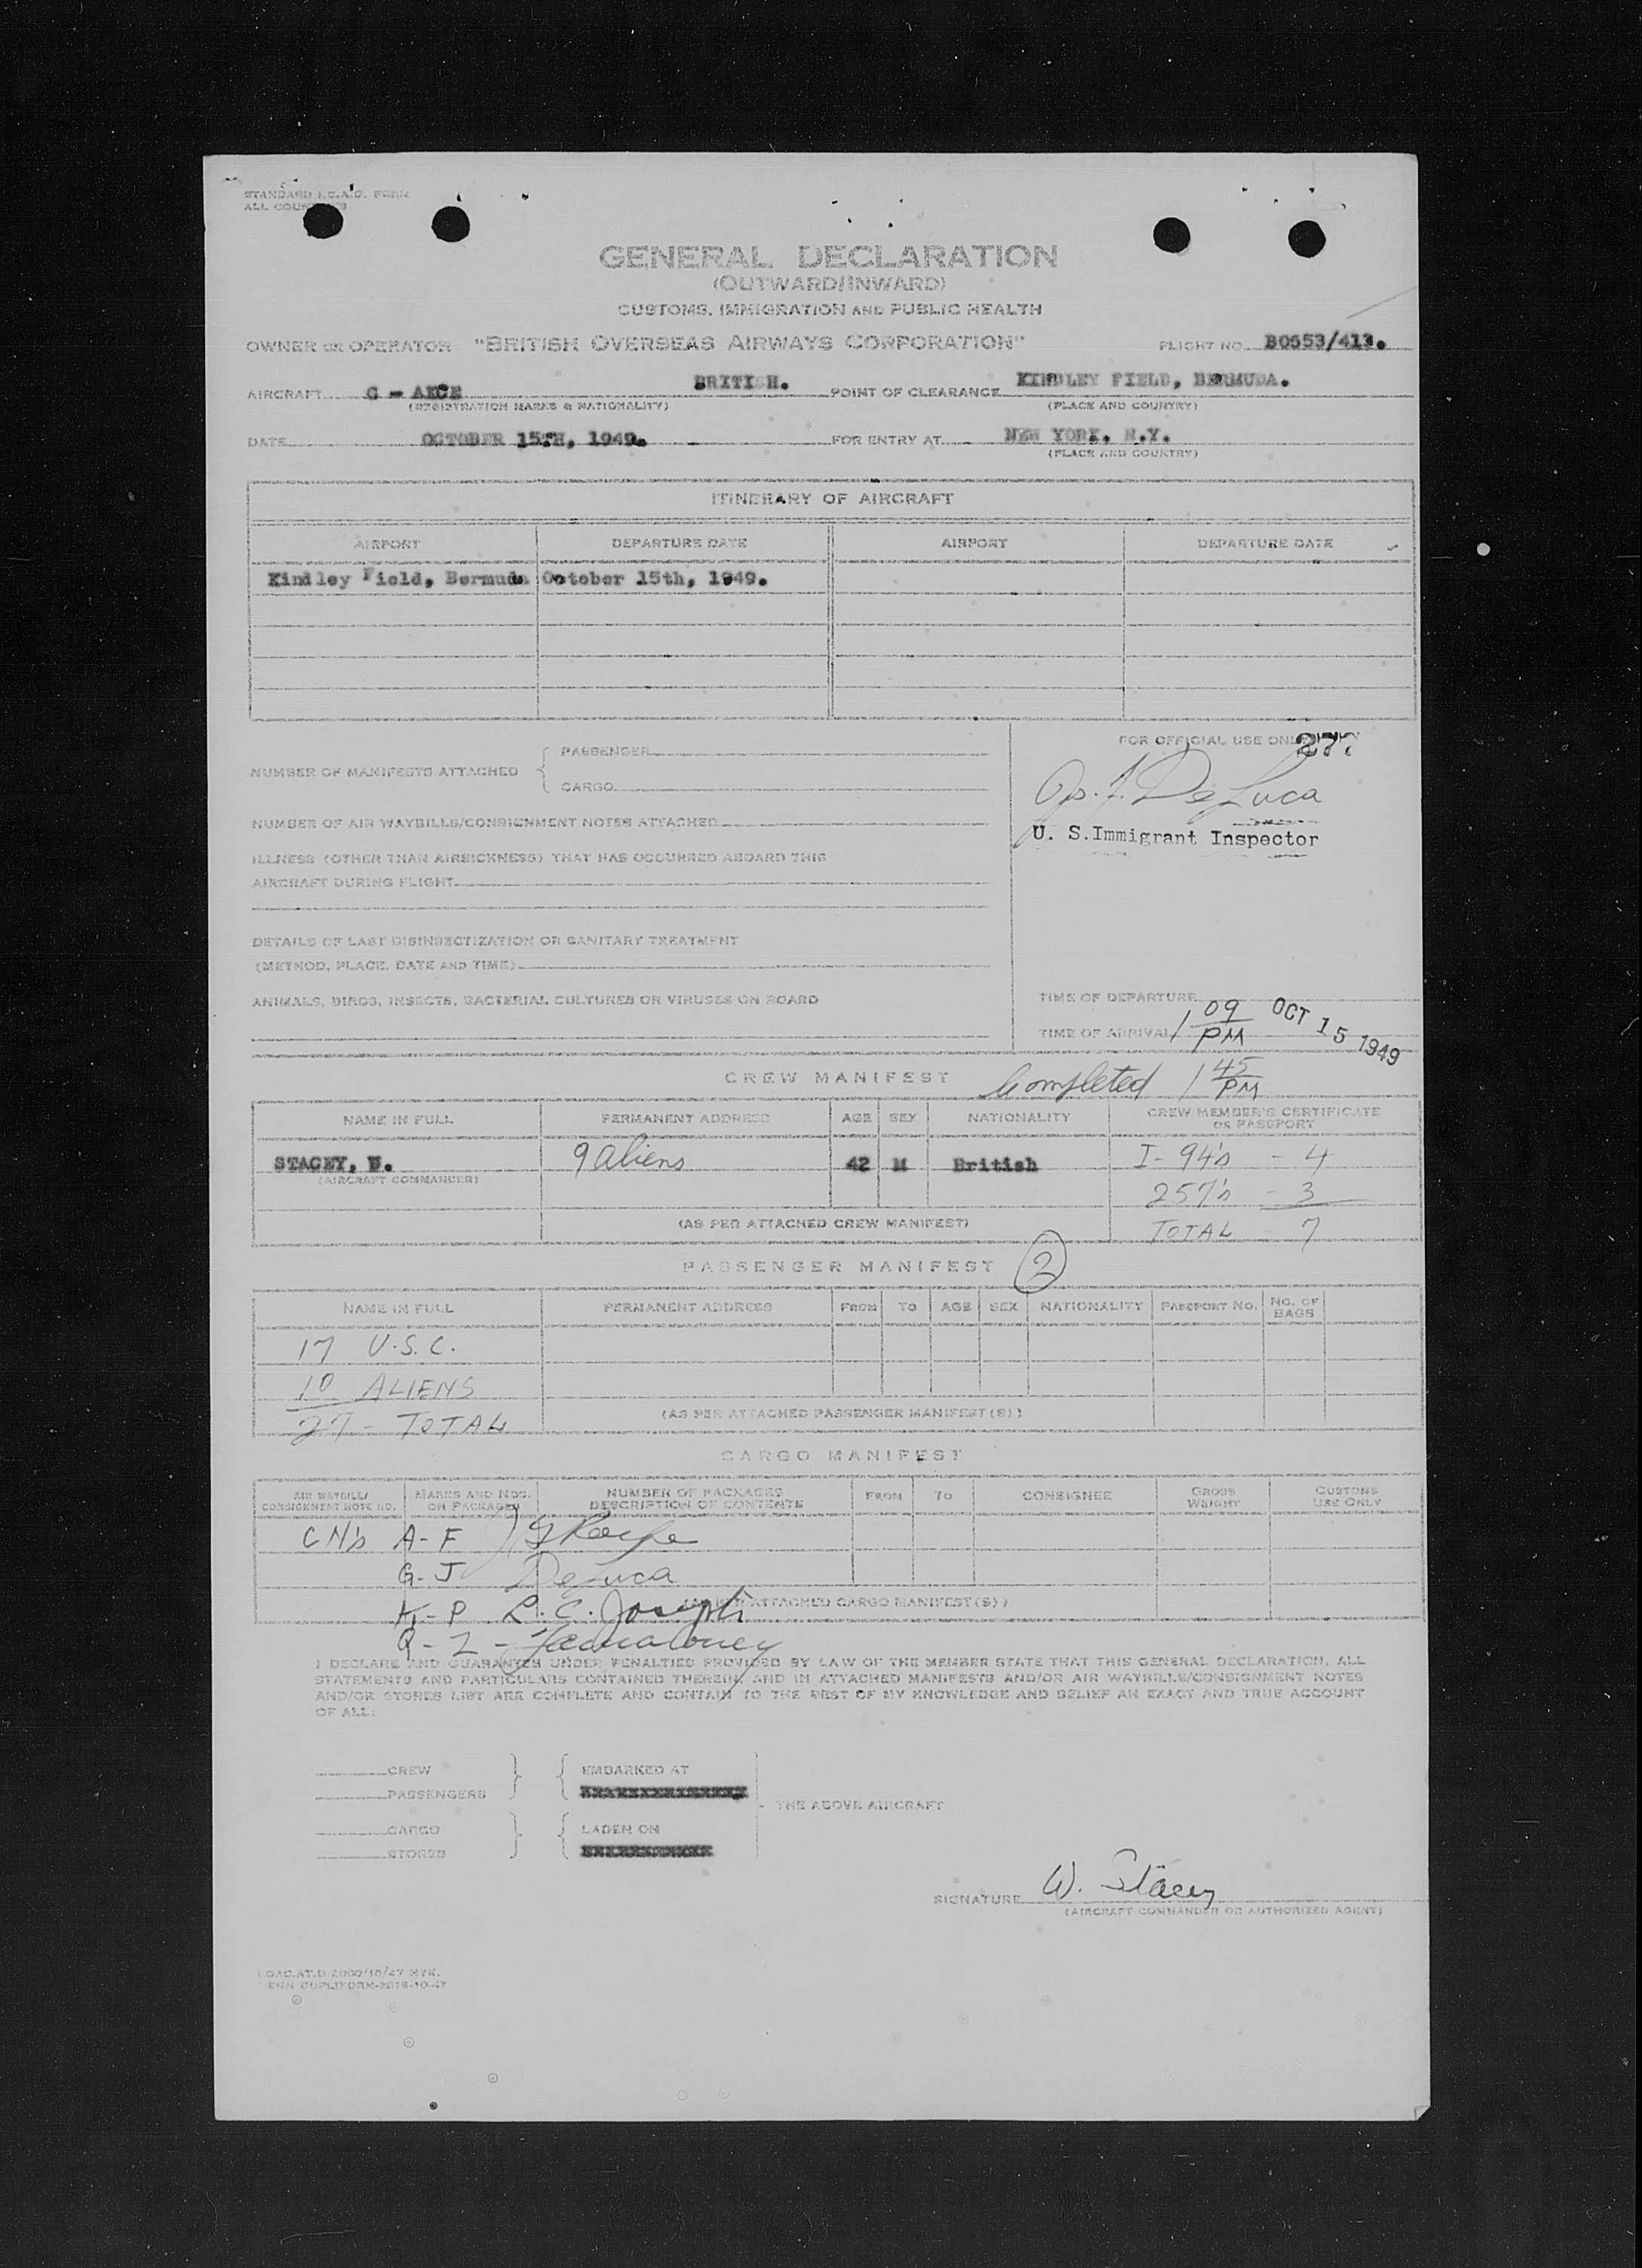 STANDARD I.C.A.O. FORM
ALL COUNTRIES
GENERAL DECLARATION
(OUTWARD/INWARD)
CUSTOMS, IMMIGRATION AND PUBLIC HEALTH
OWNER OR OPERATOR "BRITISH OVERSEAS AIRWAYS CORPORATION" FLIGHT NO. B0553/413.
AIRCRAFT G - AKCE BRITISH. POINT OF CLEARANCE KINDLEY FIELD, BERMUDA.
(REGISTRATION MARKS & NATIONALITY) (PLACE AND COUNTRY)
DATE OCTOBER 15TH, 1949. FOR ENTRY AT NEW YORK. N.Y.
(PLACE AND COUNTRY)
ITINERARY OF AIRCRAFT
AIRPORT DEPARTURE DATE AIRPORT DEPARTURE DATE
Kindley Field, Bermuda October 15th, 1949.
FOR OFFICIAL USE ONLY 27
NUMBER OF MANIFESTS ATTACHED { PASSENGER
CARGO
De Luca
U. S. Immigrant Inspector
NUMBER OF AIR WAYBILLS/CONSIGNMENT NOTES ATTACHED
ILLNESS (OTHER THAN AIRSICKNESS) THAT HAS OCCURRED ABOARD THIS
AIRCRAFT DURING FLIGHT
DETAILS OF LAST DISINSECTIZATION OR SANITARY TREATMENT
(METHOD, PLACE, DATE AND TIME)
ANIMALS, BIRDS, INSECTS, BACTERIAL CULTURES OR VIRUSES ON BOARD
TIME OF DEPARTURE
TIME OF ARRIVAL 1 09 PM OCT 15 1949
CREW MANIFEST Completed 1 45 PM
NAME IN FULL PERMANENT ADDRESS AGE SEX NATIONALITY CREW MEMBER'S CERTIFICATE OR PASSPORT
STACEY, W. 9 aliens 42 M British I-94's - 4
(AIRCRAFT COMMANDER)
257's - 3
(AS PER ATTACHED CREW MANIFEST) TOTAL 7
PASSENGER MANIFEST 2
NAME IN FULL PERMANENT ADDRESS FROM TO AGE SEX NATIONALITY PASSPORT NO. NO. OF BAGS
17 U.S.C.
10 ALIENS
27 - TOTAL (AS PER ATTACHED PASSENGER MANIFEST(S))
CARGO MANIFEST
AIR WAYBILL/ CONSIGNMENT NOTE NO. MARKS AND NOS. ON PACKAGES NUMBER OF PACKAGES DESCRIPTION OF CONTENTS FROM TO CONSIGNEE GROSS WEIGHT CUSTOMS USE ONLY
CN's A-F
G-J DeLuca
K-P R. C. Joseph ATTACHED CARGO MANIFEST(S))
Q-Z -
I DECLARE AND GUARANTEE UNDER PENALTIES PROVIDED BY LAW OF THE MEMBER STATE THAT THIS GENERAL DECLARATION, ALL
STATEMENTS AND PARTICULARS CONTAINED THEREIN, AND IN ATTACHED MANIFESTS AND/OR AIR WAYBILLS/CONSIGNMENT NOTES
AND/OR STORES LIST ARE COMPLETE AND CONTAIN TO THE BEST OF MY KNOWLEDGE AND BELIEF AN EXACT AND TRUE ACCOUNT
OF ALL:
CREW } { EMBARKED AT
PASSENGERS
THE ABOVE AIRCRAFT
CARGO } { LADEN ON
STORES
SIGNATURE W. Stacey
(AIRCRAFT COMMANDER OR AUTHORIZED AGENT)